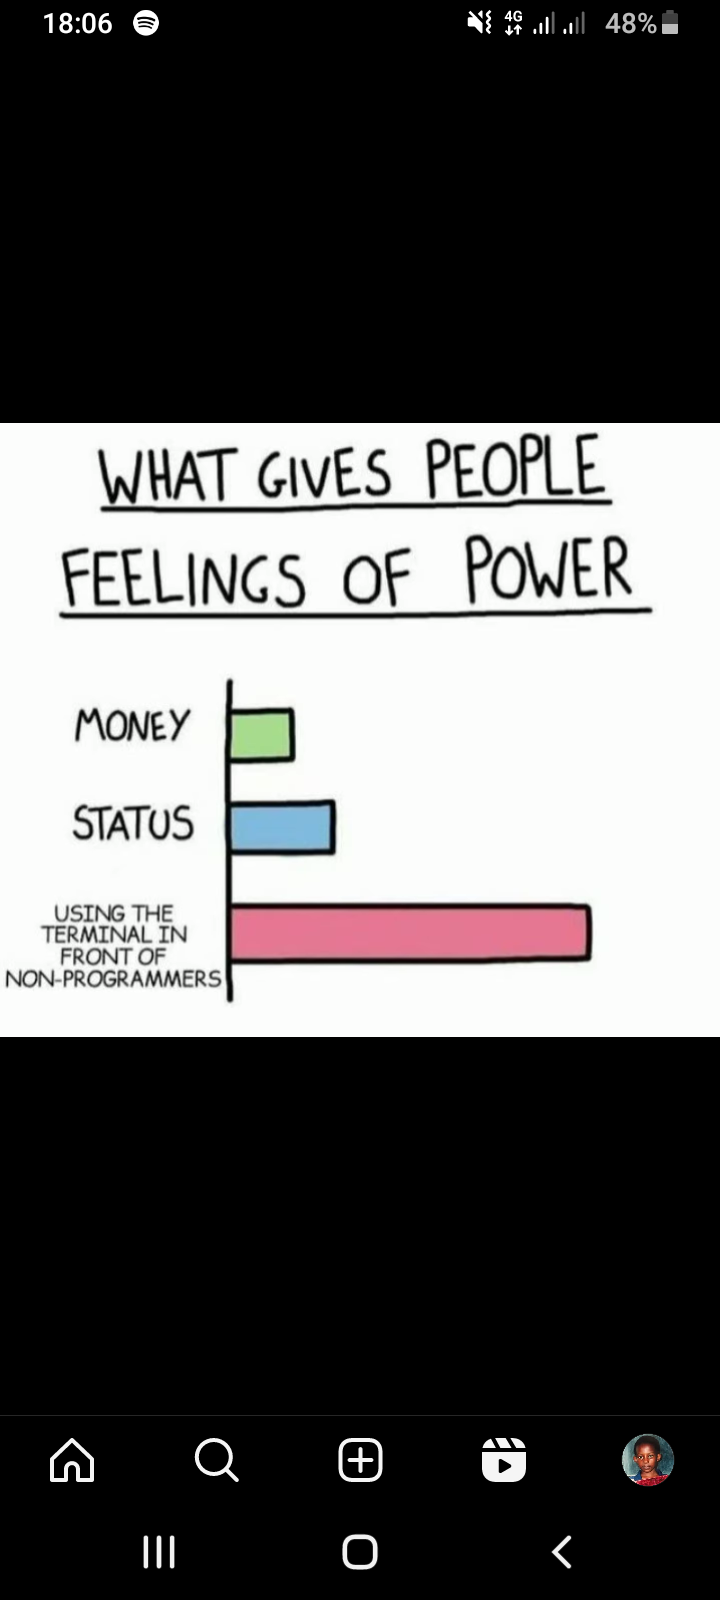 18:06
4G
48%
WHAT GIVES PEOPLE
FEELINGS OF POWER
MONEY
STATUS
USING THE
TERMINAL IN
FRONT OF
NON-PROGRAMMERS